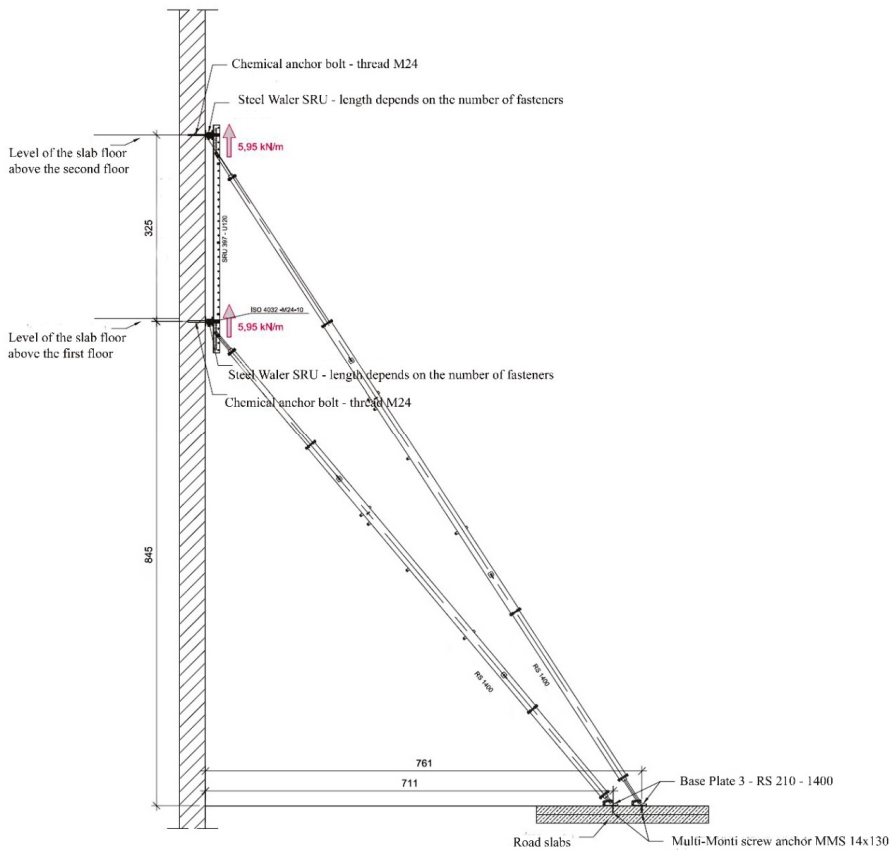 Chemical anchor bolt - thread M24
Steel Waler SRU - length depends on the number of fasteners
5,95 kN/m
Level of the slab floor
above the second floor
325
SRU 397 - U120
ISO 4032 -M24-10
5,95 kN/m
Level of the slab floor
above the first floor
Steel Waler SRU - length depends on the number of fasteners
Chemical anchor bolt - thread M24
845
RS 1400
RS 1400
761
711
Base Plate 3 - RS 210 - 1400
Road slabs
Multi-Monti screw anchor MMS 14x130